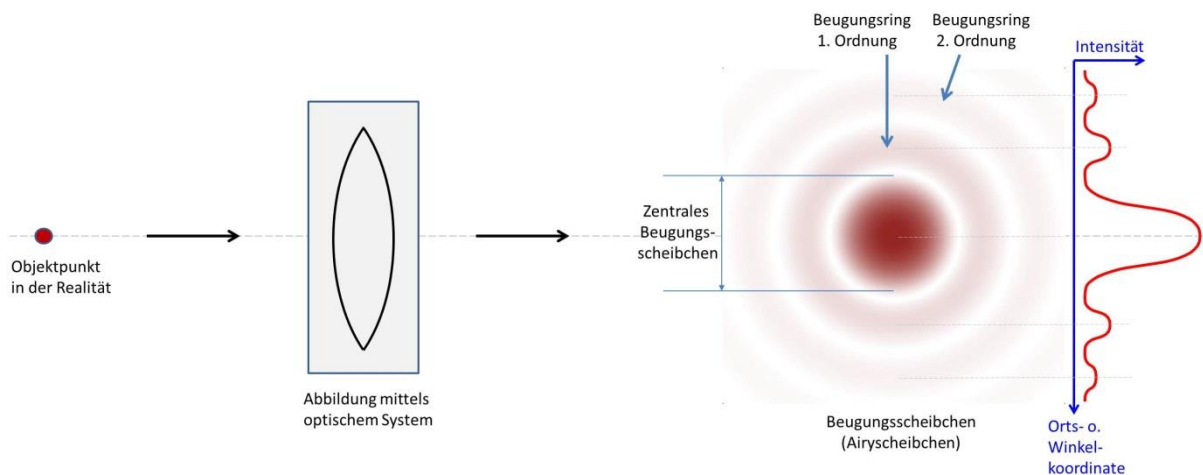 Objektpunkt
in der Realität
Abbildung mittels
optischem System
Zentrales
Beugungs-
scheibchen
Beugungsring
1. Ordnung
Beugungsring
2. Ordnung
Beugungsscheibchen
(Airyscheibchen)
Intensität
Orts- o.
Winkel-
koordinate